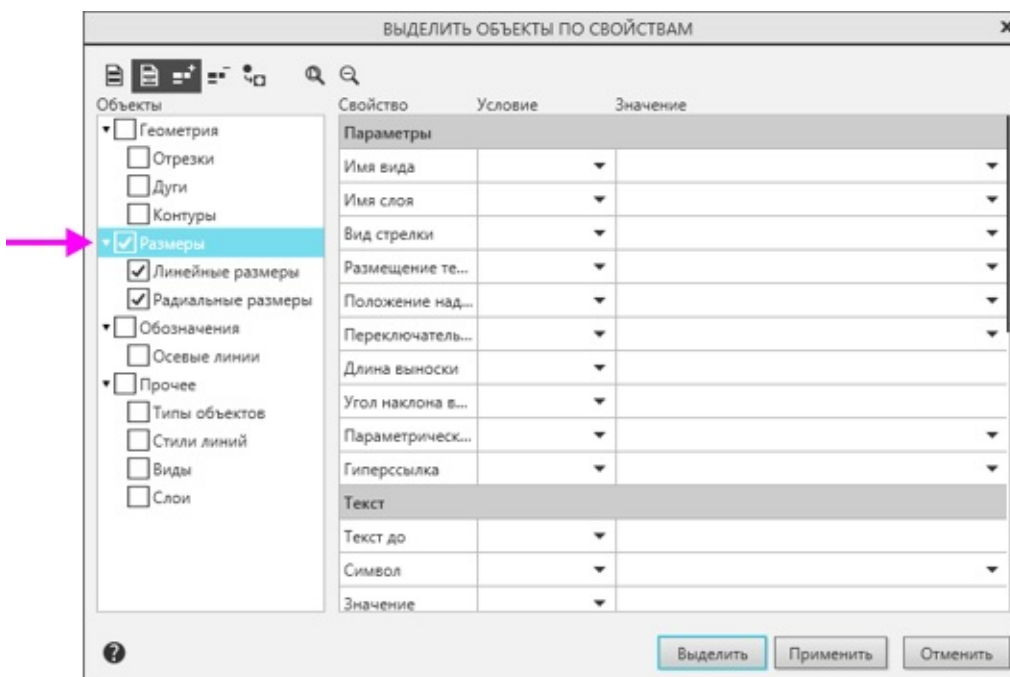 ВЫДЕЛИТЬ ОБЪЕКТЫ ПО СВОЙСТВАМ
Объекты
Свойство Условие Значение
Геометрия
Отрезки
Дуги
Контуры
Размеры
Линейные размеры
Радиальные размеры
Обозначения
Осевые линии
Прочее
Типы объектов
Стили линий
Виды
Слои
Параметры
Имя вида
Имя слоя
Вид стрелки
Размещение те...
Положение над...
Переключатель...
Длина выноски
Угол наклона в...
Параметрическ...
Гиперссылка
Текст
Текст до
Символ
Значение
Выделить Применить Отменить